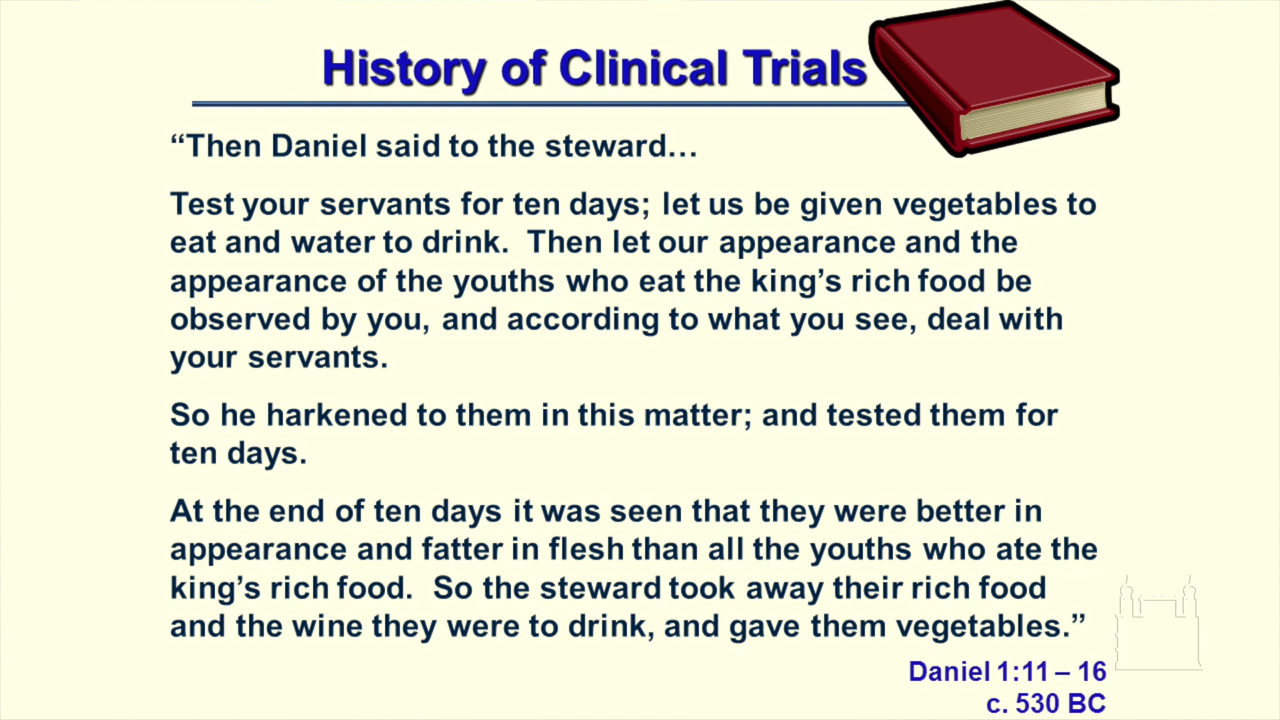 History of Clinical Trials
“Then Daniel said to the steward…
Test your servants for ten days; let us be given vegetables to
eat and water to drink.  Then let our appearance and the
appearance of the youths who eat the king’s rich food be
observed by you, and according to what you see, deal with
your servants.
So he harkened to them in this matter; and tested them for
ten days.
At the end of ten days it was seen that they were better in
appearance and fatter in flesh than all the youths who ate the
king’s rich food.  So the steward took away their rich food
and the wine they were to drink, and gave them vegetables.”
Daniel 1:11 – 16
c. 530 BC